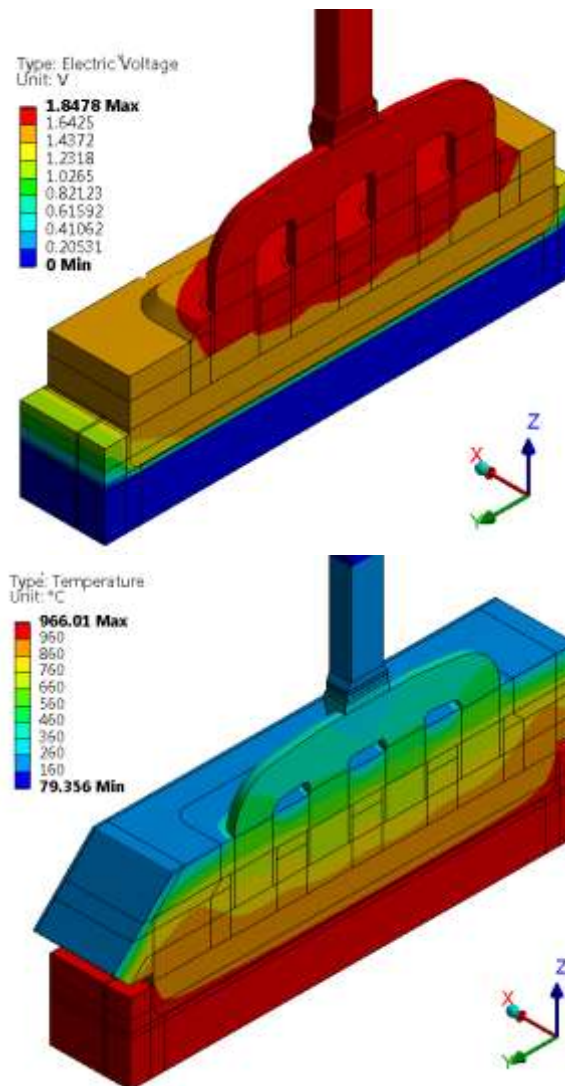 Type: Electric Voltage
Unit: V
1.8478 Max
1.6425
1.4372
1.2318
1.0265
0.82123
0.61592
0.41062
0.20531
0 Min
Z
X
Y
Type: Temperature
Unit: °C
966.01 Max
960
860
760
660
560
460
360
260
160
79.356 Min
Z
X
Y